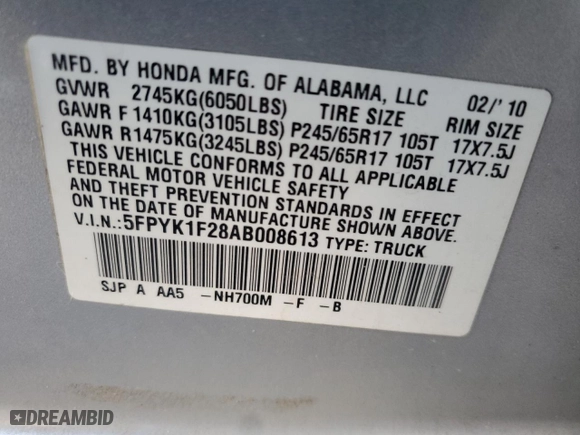 MFD. BY HONDA MFG. OF ALABAMA, LLC 02/' 10
GVWR 2745KG(6050LBS) TIRE SIZE RIM SIZE
GAWR F 1410KG(3105LBS) P245/65R17 105T 17X7.5J
GAWR R 1475KG(3245LBS) P245/65R17 105T 17X7.5J
THIS VEHICLE CONFORMS TO ALL APPLICABLE
FEDERAL MOTOR VEHICLE SAFETY
AND THEFT PREVENTION STANDARDS IN EFFECT
ON THE DATE OF MANUFACTURE SHOWN ABOVE.
V.I.N.:5FPYK1F28AB008613 TYPE: TRUCK
SJP A AA5 -NH700M -F -B
DREAMBID